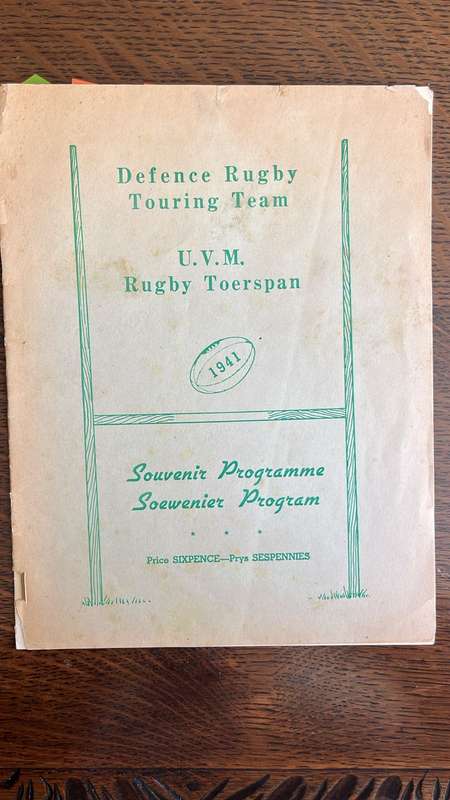 Defence Rugby
Touring Team
U.V.M.
Rugby Toerspan
1941
Souvenir Programme
Soewenier Program
* * *
Price SIXPENCE—Prys SESPENNIES